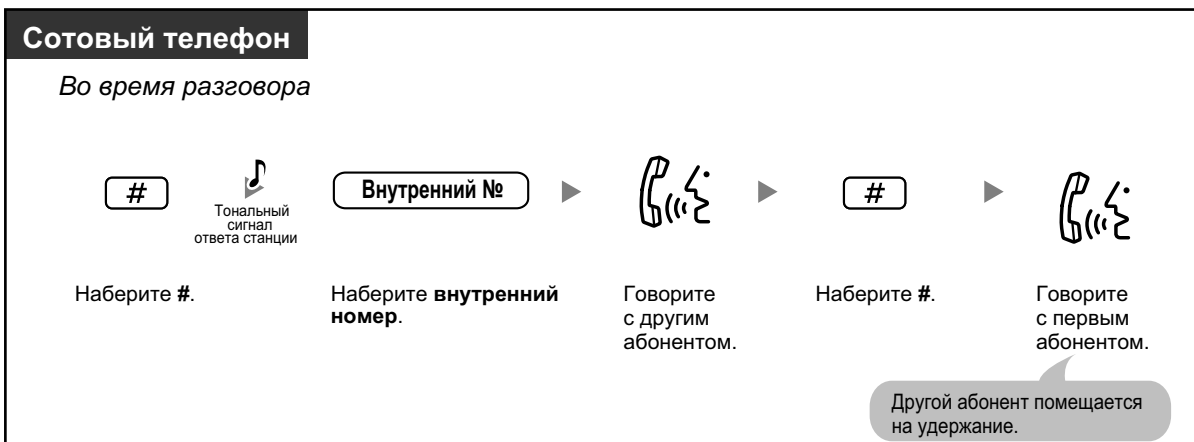 Сотовый телефон
Во время разговора
#
Тональный
сигнал
ответа станции
Внутренний №
#
Наберите #.
Наберите внутренний
номер.
Говорите
с другим
абонентом.
Наберите #.
Говорите
с первым
абонентом.
Другой абонент помещается
на удержание.